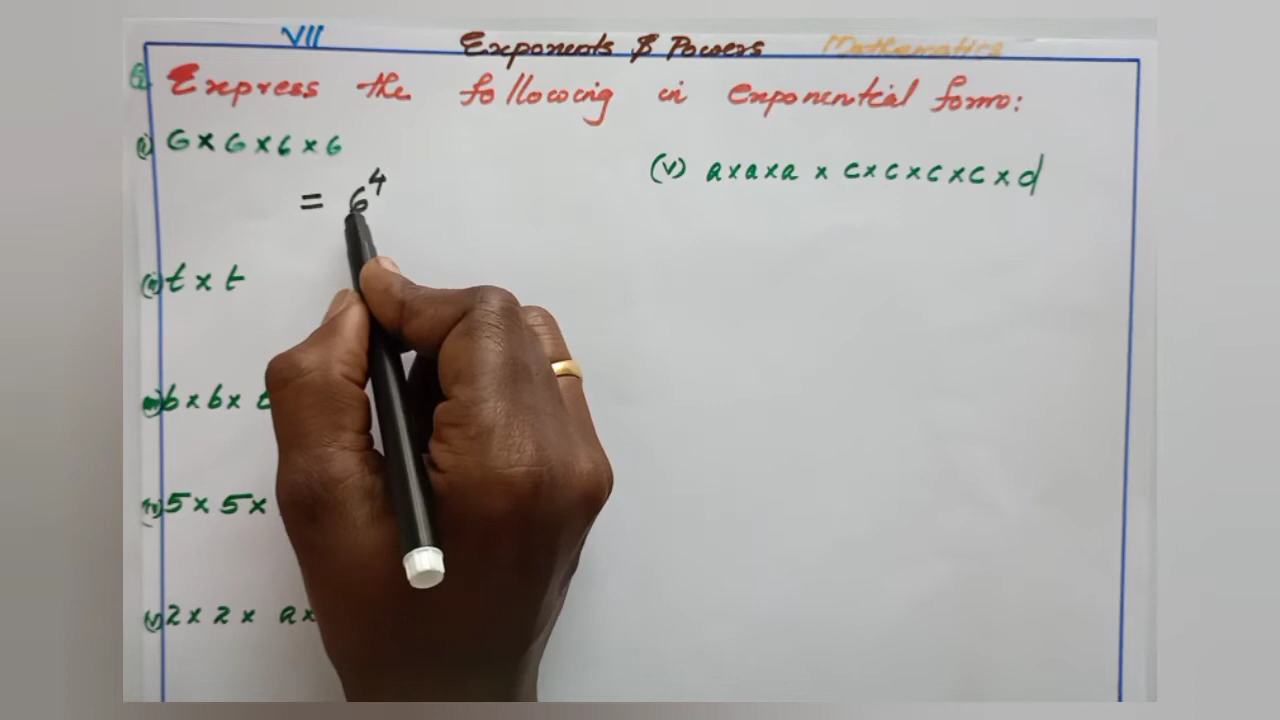 VII Exponents & Powers Mathematics
Q. Express the following in exponential form:
(i) 6 × 6 × 6 × 6
= 6⁴
(ii) t × t
(iii) b × b ×
(iv) 5 × 5 ×
(v) 2 × 2 × a ×
(v) a × a × a × c × c × c × c × d